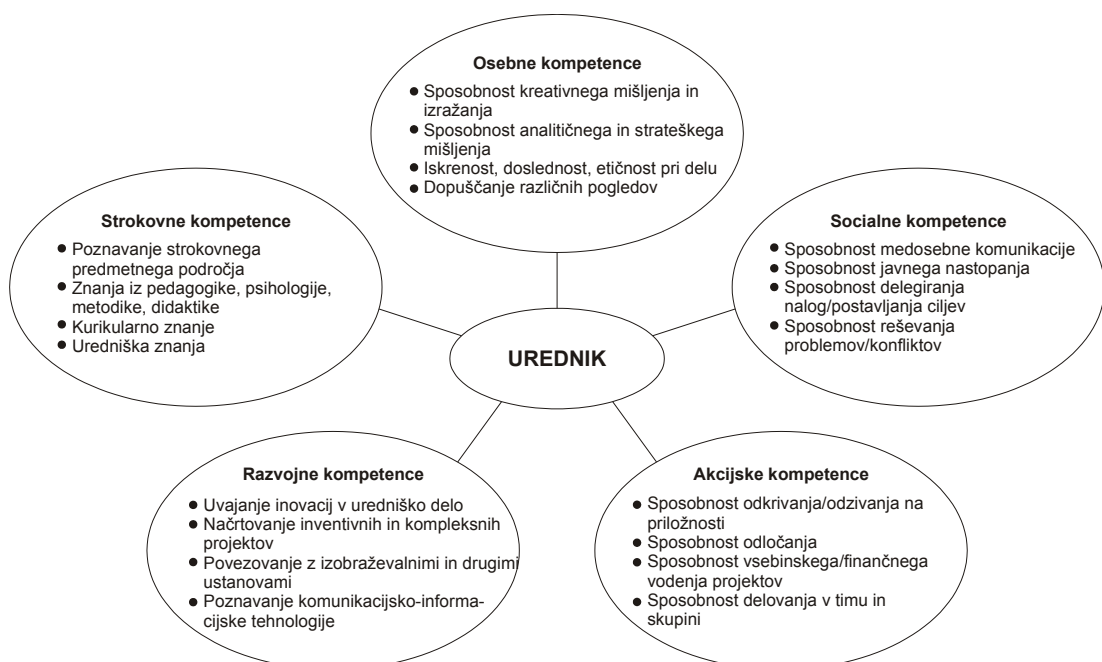 Osebne kompetence
● Sposobnost kreativnega mišljenja in
izražanja
● Sposobnost analitičnega in strateškega
mišljenja
● Iskrenost, doslednost, etičnost pri delu
● Dopuščanje različnih pogledov
Strokovne kompetence
● Poznavanje strokovnega
predmetnega področja
● Znanja iz pedagogike, psihologije,
metodike, didaktike
● Kurikularno znanje
● Uredniška znanja
Socialne kompetence
● Sposobnost medosebne komunikacije
● Sposobnost javnega nastopanja
● Sposobnost delegiranja
nalog/postavljanja ciljev
● Sposobnost reševanja
problemov/konfliktov
UREDNIK
Razvojne kompetence
● Uvajanje inovacij v uredniško delo
● Načrtovanje inventivnih in kompleksnih
projektov
● Povezovanje z izobraževalnimi in drugimi
ustanovami
● Poznavanje komunikacijsko-informa-
cijske tehnologije
Akcijske kompetence
● Sposobnost odkrivanja/odzivanja na
priložnosti
● Sposobnost odločanja
● Sposobnost vsebinskega/finančnega
vodenja projektov
● Sposobnost delovanja v timu in
skupini